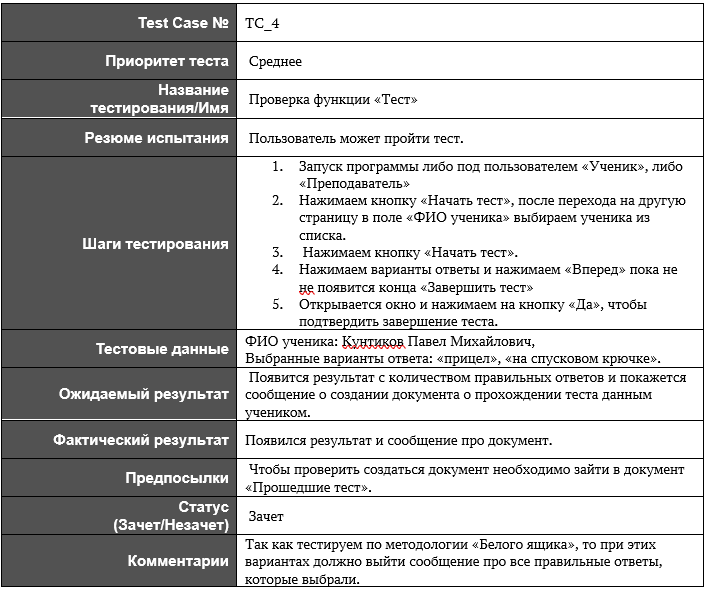 Test Case №
TC_4
Приоритет теста
Среднее
Название
тестирования/Имя
Проверка функции «Тест»
Резюме испытания
Пользователь может пройти тест.
Шаги тестирования
1. Запуск программы либо под пользователем «Ученик», либо
«Преподаватель»
2. Нажимаем кнопку «Начать тест», после перехода на другую
страницу в поле «ФИО ученика» выбираем ученика из
списка.
3. Нажимаем кнопку «Начать тест».
4. Нажимаем варианты ответы и нажимаем «Вперед» пока не
не появится конца «Завершить тест»
5. Открывается окно и нажимаем на кнопку «Да», чтобы
подтвердить завершение теста.
Тестовые данные
ФИО ученика: Кунтиков Павел Михайлович,
Выбранные варианты ответа: «прицел», «на спусковом крючке».
Ожидаемый результат
Появится результат с количеством правильных ответов и покажется
сообщение о создании документа о прохождении теста данным
учеником.
Фактический результат
Появился результат и сообщение про документ.
Предпосылки
Чтобы проверить создаться документ необходимо зайти в документ
«Прошедшие тест».
Статус
(Зачет/Незачет)
Зачет
Комментарии
Так как тестируем по методологии «Белого ящика», то при этих
вариантах должно выйти сообщение про все правильные ответы,
которые выбрали.